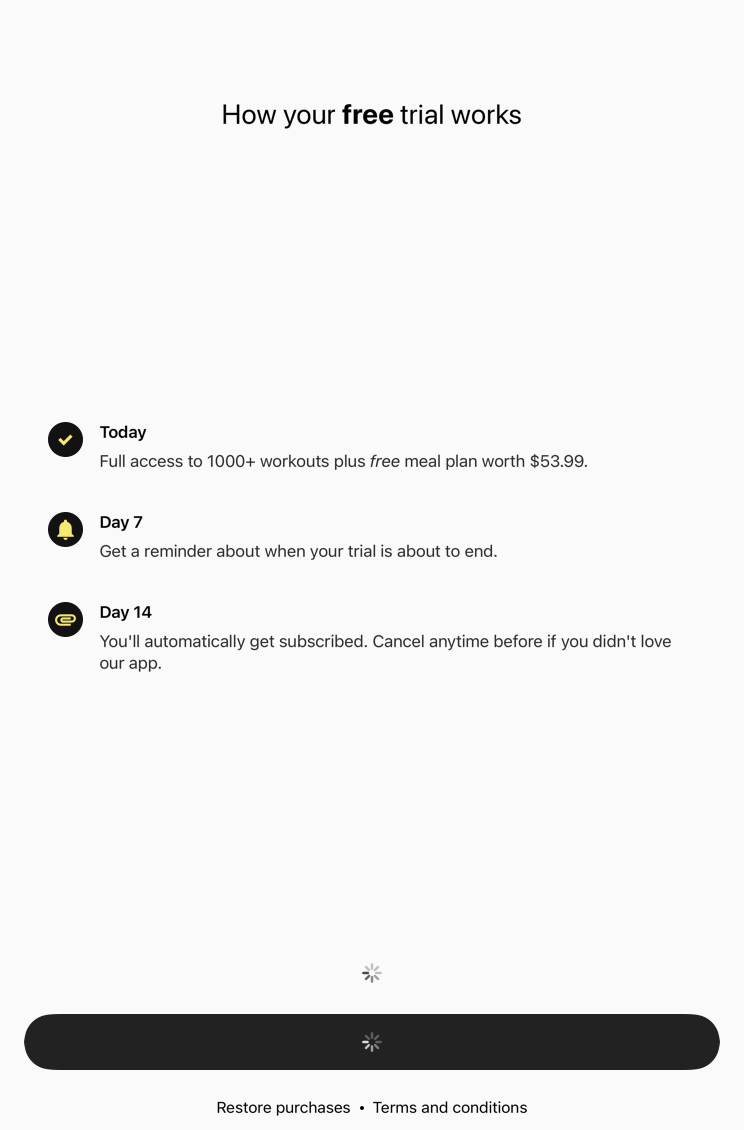 How your free trial works
Today
Full access to 1000+ workouts plus free meal plan worth $53.99.
Day 7
Get a reminder about when your trial is about to end.
Day 14
You'll automatically get subscribed. Cancel anytime before if you didn't love
our app.
Restore purchases • Terms and conditions